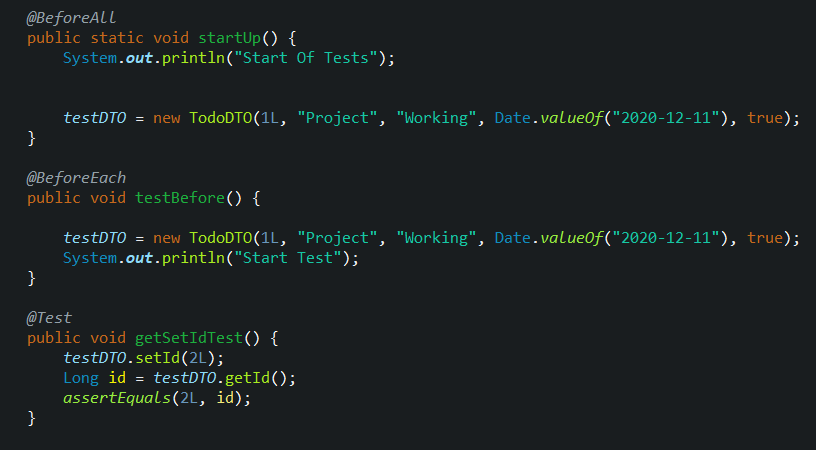 @BeforeAll
public static void startUp() {
System.out.println("Start Of Tests");
testDTO = new TodoDTO(1L, "Project", "Working", Date.valueOf("2020-12-11"), true);
}
@BeforeEach
public void testBefore() {
testDTO = new TodoDTO(1L, "Project", "Working", Date.valueOf("2020-12-11"), true);
System.out.println("Start Test");
}
@Test
public void getSetIdTest() {
testDTO.setId(2L);
Long id = testDTO.getId();
assertEquals(2L, id);
}